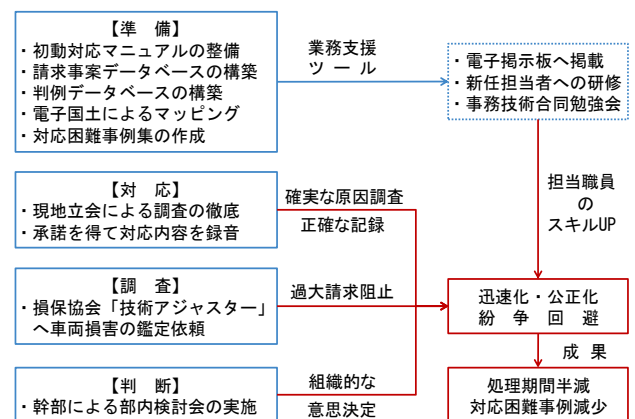 【準　備】
・初動対応マニュアルの整備
・請求事案データベースの構築
・判例データベースの構築
・電子国土によるマッピング
・対応困難事例集の作成
業務支援
ツ ー ル
・電子掲示板へ掲載
・新任担当者への研修
・事務技術合同勉強会
担当職員
の
スキルUP
【対　応】
・現地立会による調査の徹底
・承諾を得て対応内容を録音
確実な原因調査
正確な記録
【調　査】
・損保協会「技術アジャスター」
へ車両損害の鑑定依頼
過大請求阻止
迅速化・公正化
紛　争　回　避
成　果
【判　断】
・幹部による部内検討会の実施
組織的な
意思決定
処理期間半減
対応困難事例減少